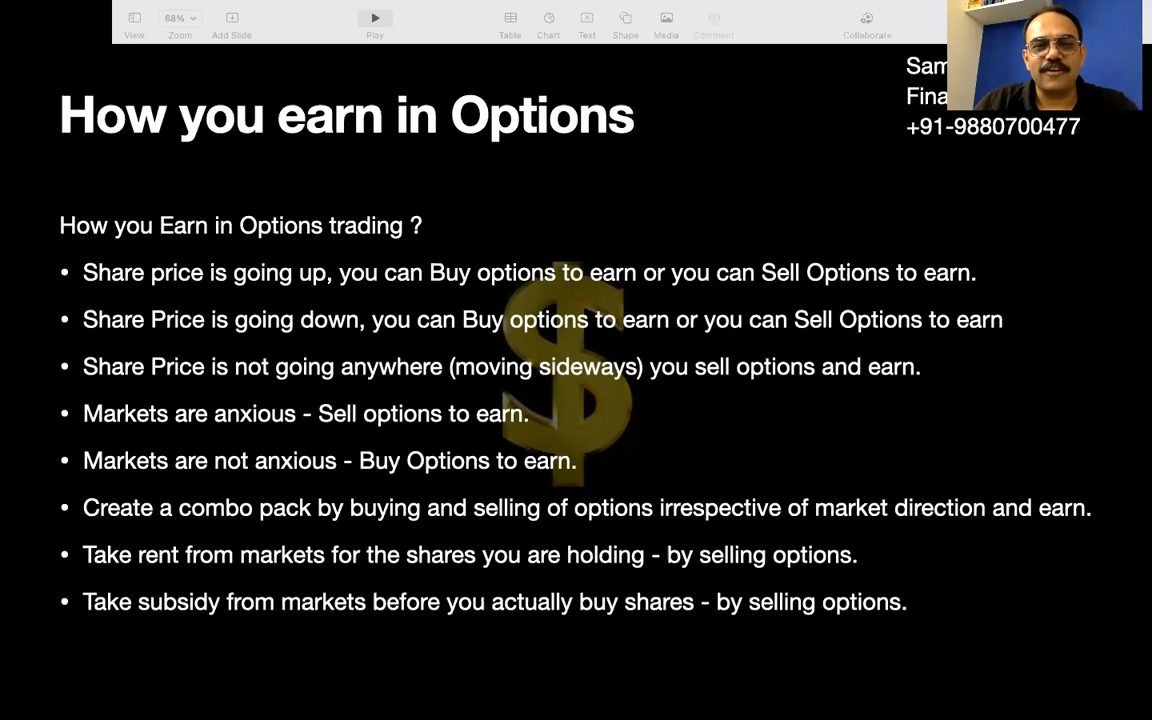 View
68%
Zoom
Add Slide
Play
Table
Chart
Text
Shape
Media
Comment
Collaborate
How you earn in Options
+91-9880700477
How you Earn in Options trading ?
• Share price is going up, you can Buy options to earn or you can Sell Options to earn.
• Share Price is going down, you can Buy options to earn or you can Sell Options to earn
• Share Price is not going anywhere (moving sideways) you sell options and earn.
• Markets are anxious - Sell options to earn.
• Markets are not anxious - Buy Options to earn.
• Create a combo pack by buying and selling of options irrespective of market direction and earn.
• Take rent from markets for the shares you are holding - by selling options.
• Take subsidy from markets before you actually buy shares - by selling options.